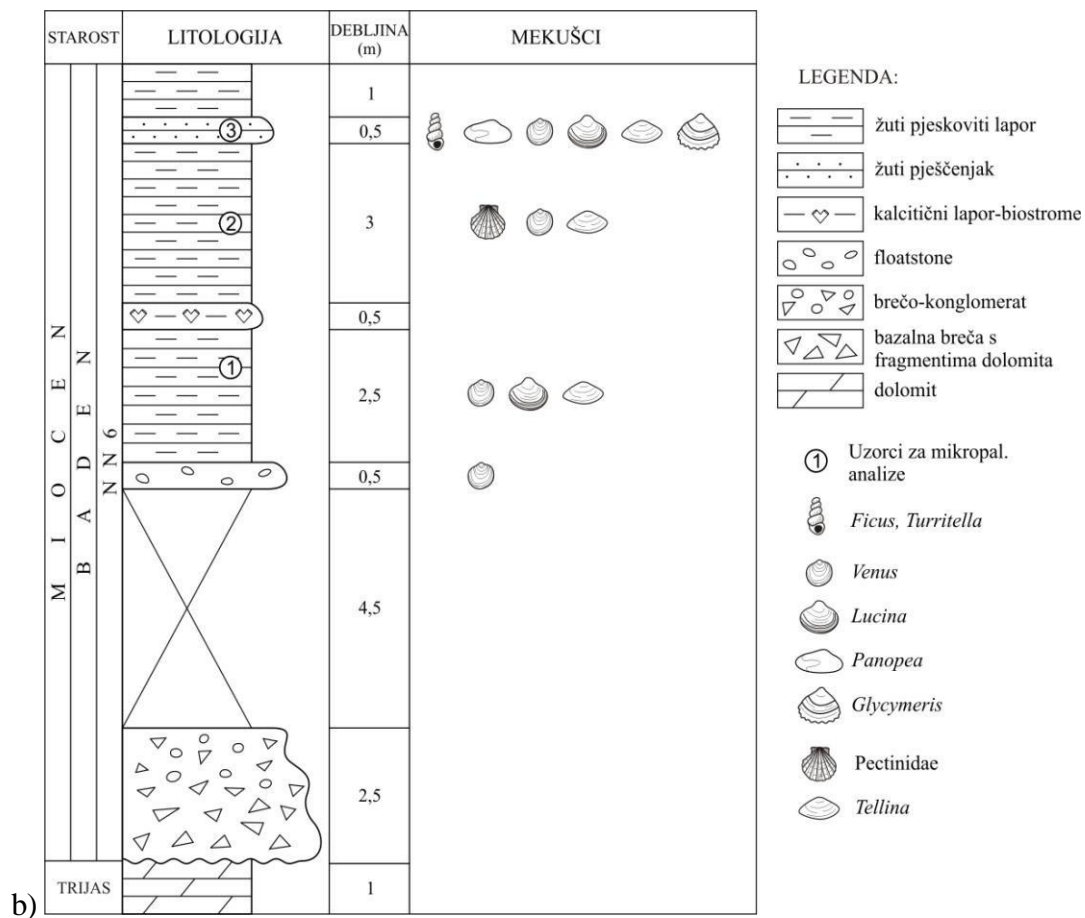 STAROST
LITOLOGIJA
DEBLJINA
(m)
MEKUŠCI
MIOCEN
BADEN
NN6
TRIJAS
3
2
1
1
0,5
3
0,5
2,5
0,5
4,5
2,5
1
LEGENDA:
žuti pjeskoviti lapor
žuti pješčenjak
kalcitični lapor-biostrome
floatstone
brečo-konglomerat
bazalna breča s
fragmentima dolomita
dolomit
1
Uzorci za mikropal.
analize
Ficus, Turritella
Venus
Lucina
Panopea
Glycymeris
Pectinidae
Tellina
b)